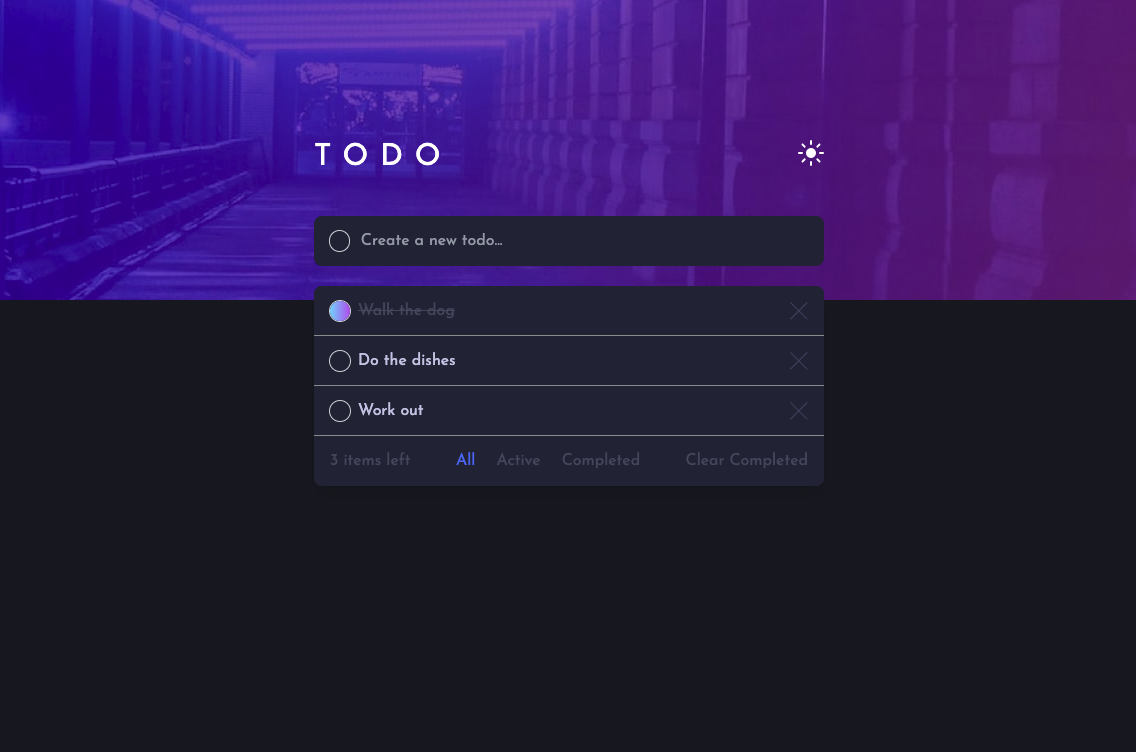 TODO
Create a new todo...
Walk the dog
Do the dishes
Work out
3 items left All Active Completed Clear Completed